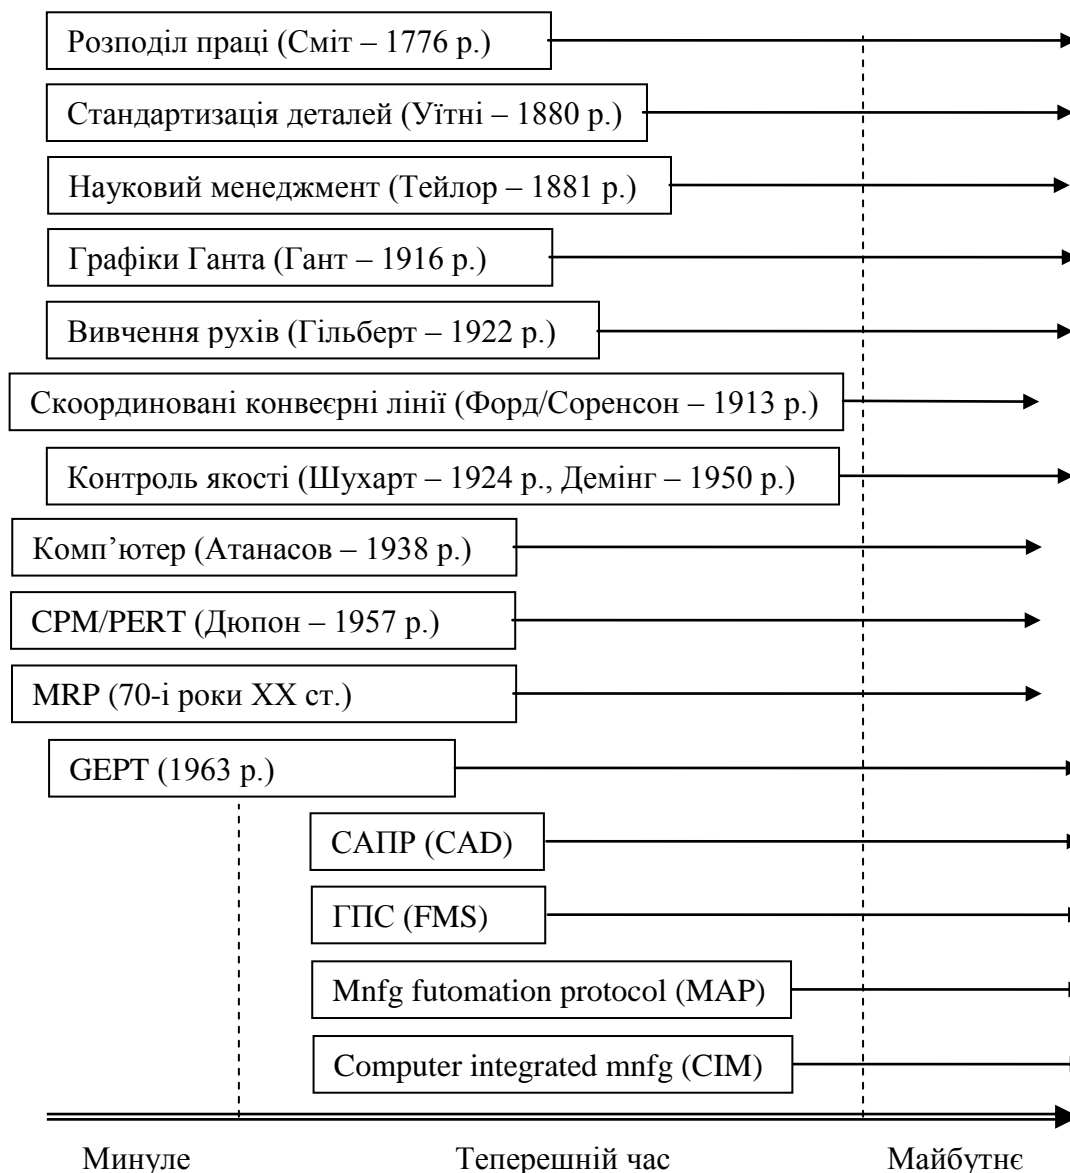 Розподіл праці (Сміт – 1776 р.)
Стандартизація деталей (Уїтні – 1880 р.)
Науковий менеджмент (Тейлор – 1881 р.)
Графіки Ганта (Гант – 1916 р.)
Вивчення рухів (Гільберт – 1922 р.)
Скоординовані конвеєрні лінії (Форд/Соренсон – 1913 р.)
Контроль якості (Шухарт – 1924 р., Демінг – 1950 р.)
Комп’ютер (Атанасов – 1938 р.)
CPM/PERT (Дюпон – 1957 р.)
MRP (70-і роки XX ст.)
GEPT (1963 р.)
САПР (CAD)
ГПС (FMS)
Mnfg futomation protocol (MAP)
Computer integrated mnfg (CIM)
Минуле Теперешній час Майбутнє